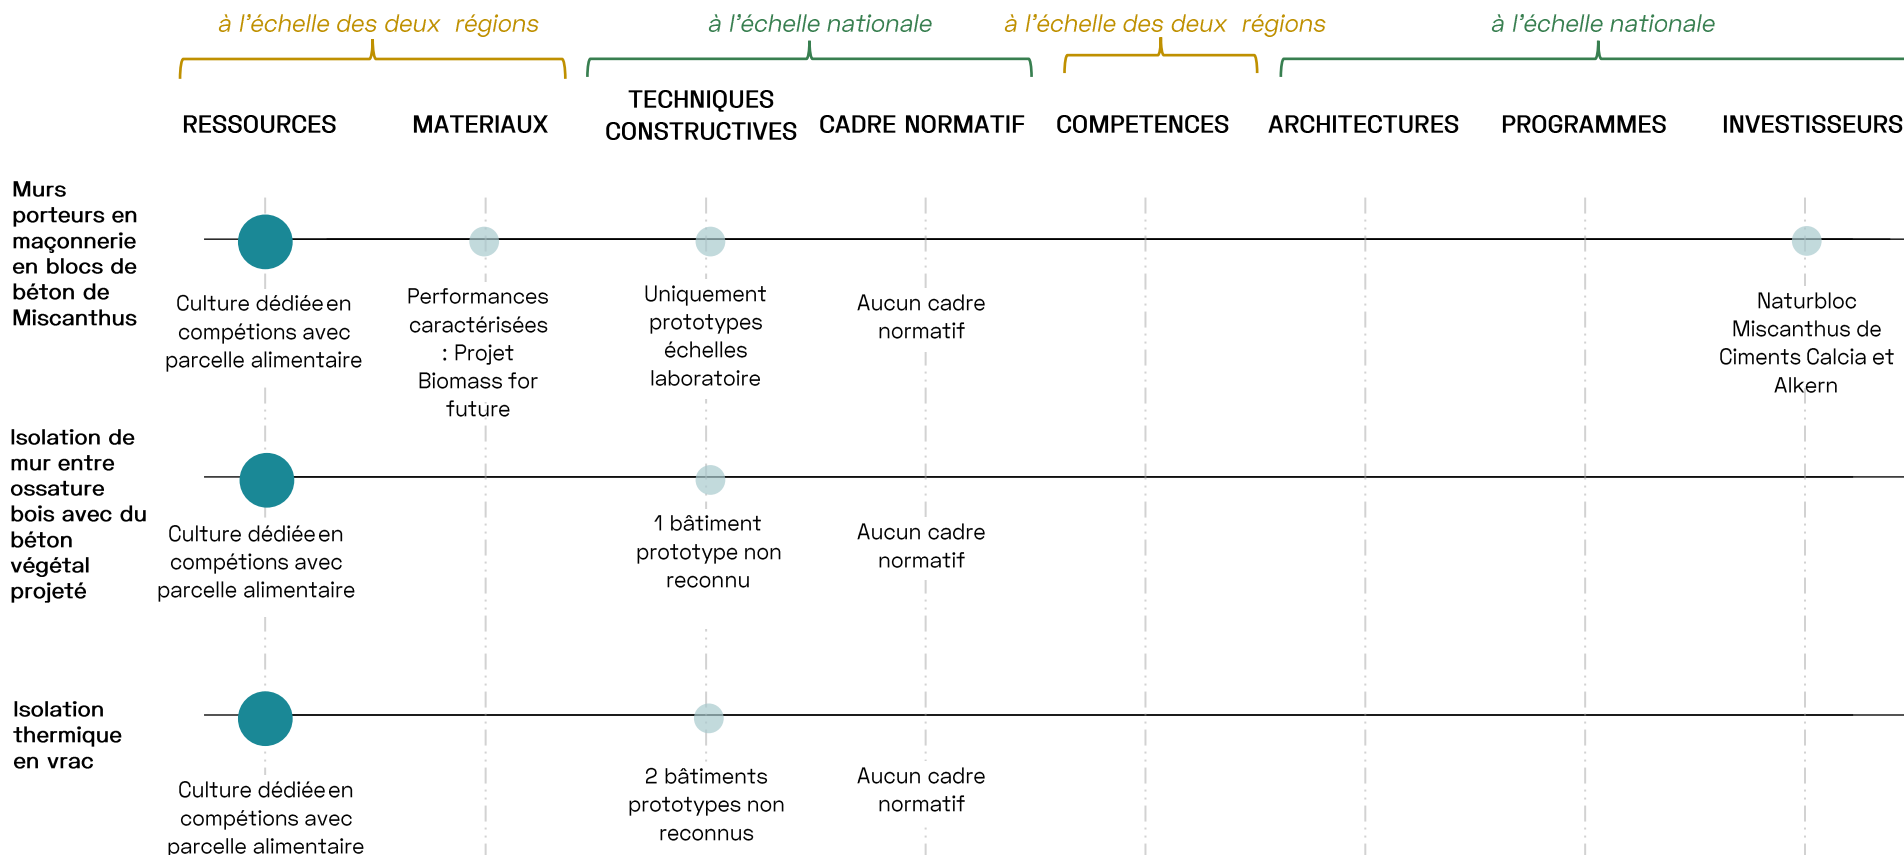 à l'échelle des deux régions
à l'échelle nationale
à l'échelle des deux régions
à l'échelle nationale
RESSOURCES
MATERIAUX
TECHNIQUES
CONSTRUCTIVES
CADRE NORMATIF
COMPETENCES
ARCHITECTURES
PROGRAMMES
INVESTISSEURS
Murs
porteurs en
maçonnerie
en blocs de
béton de
Miscanthus
Culture dédiée en
compétions avec
parcelle alimentaire
Performances
caractérisées
: Projet
Biomass for
future
Uniquement
prototypes
échelles
laboratoire
Aucun cadre
normatif
Naturbloc
Miscanthus de
Ciments Calcia et
Alkern
Isolation de
mur entre
ossature
bois avec du
béton
végétal
projeté
Culture dédiée en
compétions avec
parcelle alimentaire
1 bâtiment
prototype non
reconnu
Aucun cadre
normatif
Isolation
thermique
en vrac
Culture dédiée en
compétions avec
parcelle alimentaire
2 bâtiments
prototypes non
reconnus
Aucun cadre
normatif